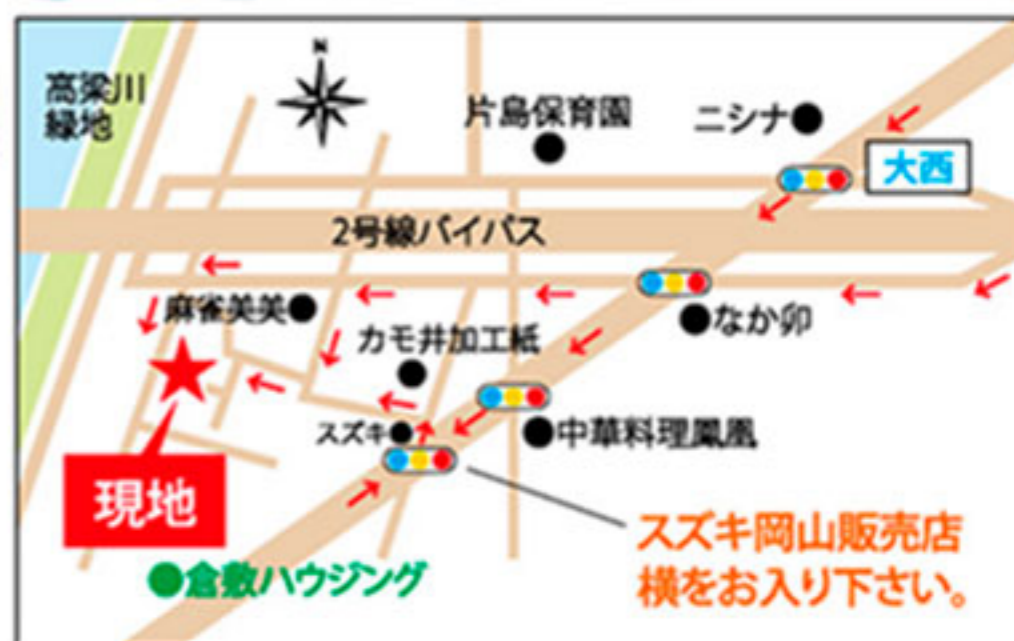 高梁川
緑地
N
片島保育園
ニシナ
大西
2号線バイパス
麻雀美美
なか卯
カモ井加工紙
スズキ
中華料理鳳凰
現地
スズキ岡山販売店
横をお入り下さい。
倉敷ハウジング